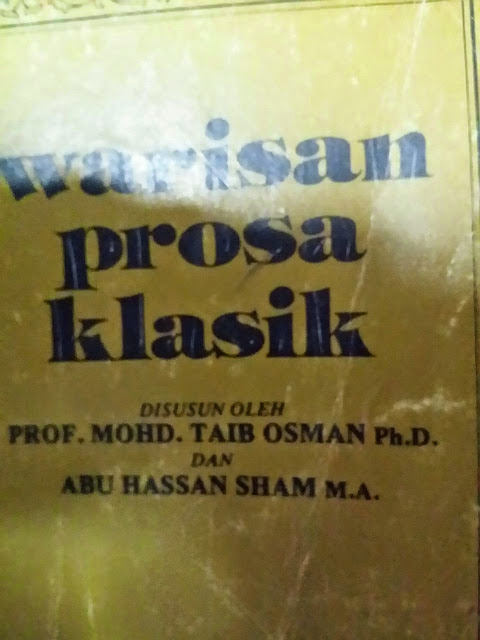 warisan
prosa
klasik
DISUSUN OLEH
PROF. MOHD. TAIB OSMAN Ph.D.
DAN
ABU HASSAN SHAM M.A.